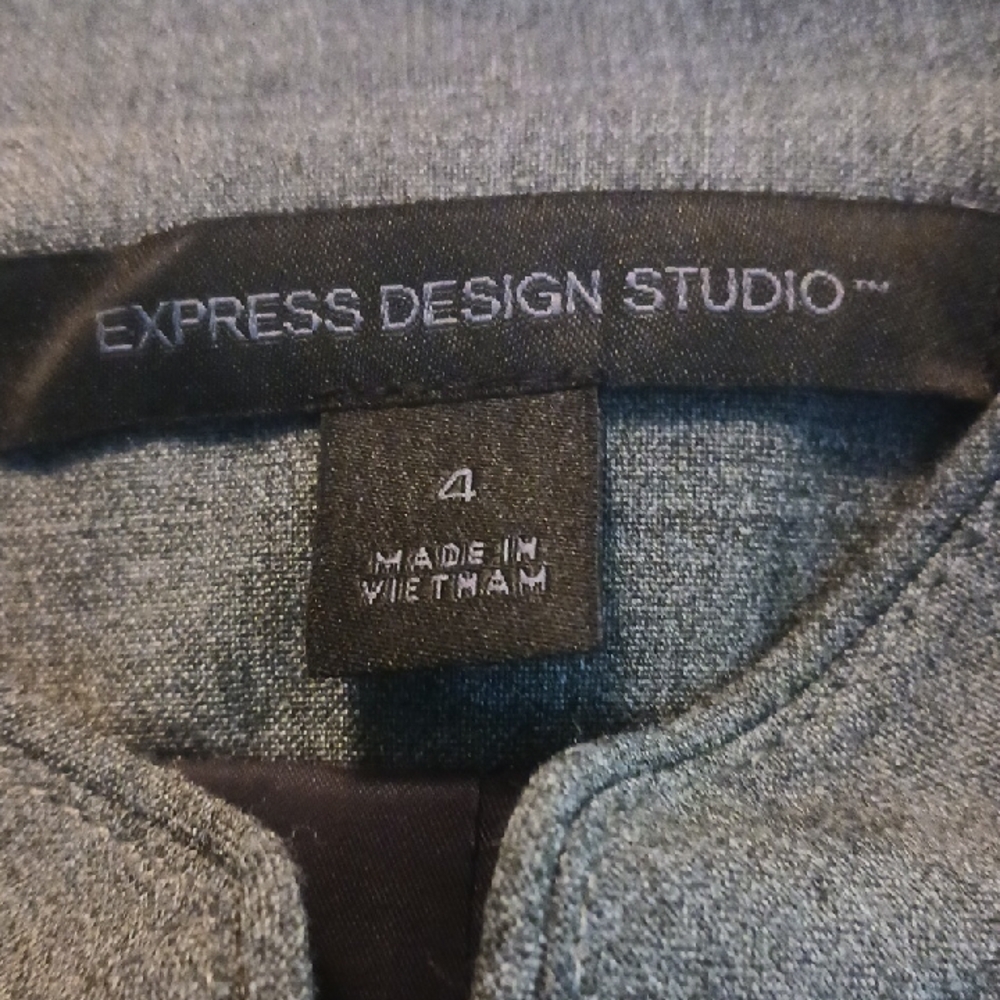 EXPRESS DESIGN STUDIO™
4
MADE IN
VIETNAM